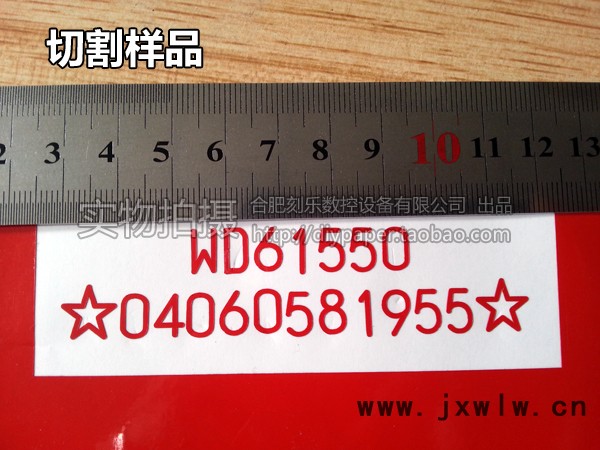 切割样品
2 3 4 5 6 7 8 9 10 11 12 13
实物拍摄 合肥刻乐数控设备有限公司 出品
http://diypaper.taobao.com
WD61550
☆04060581955☆
www.jxwlw.cn